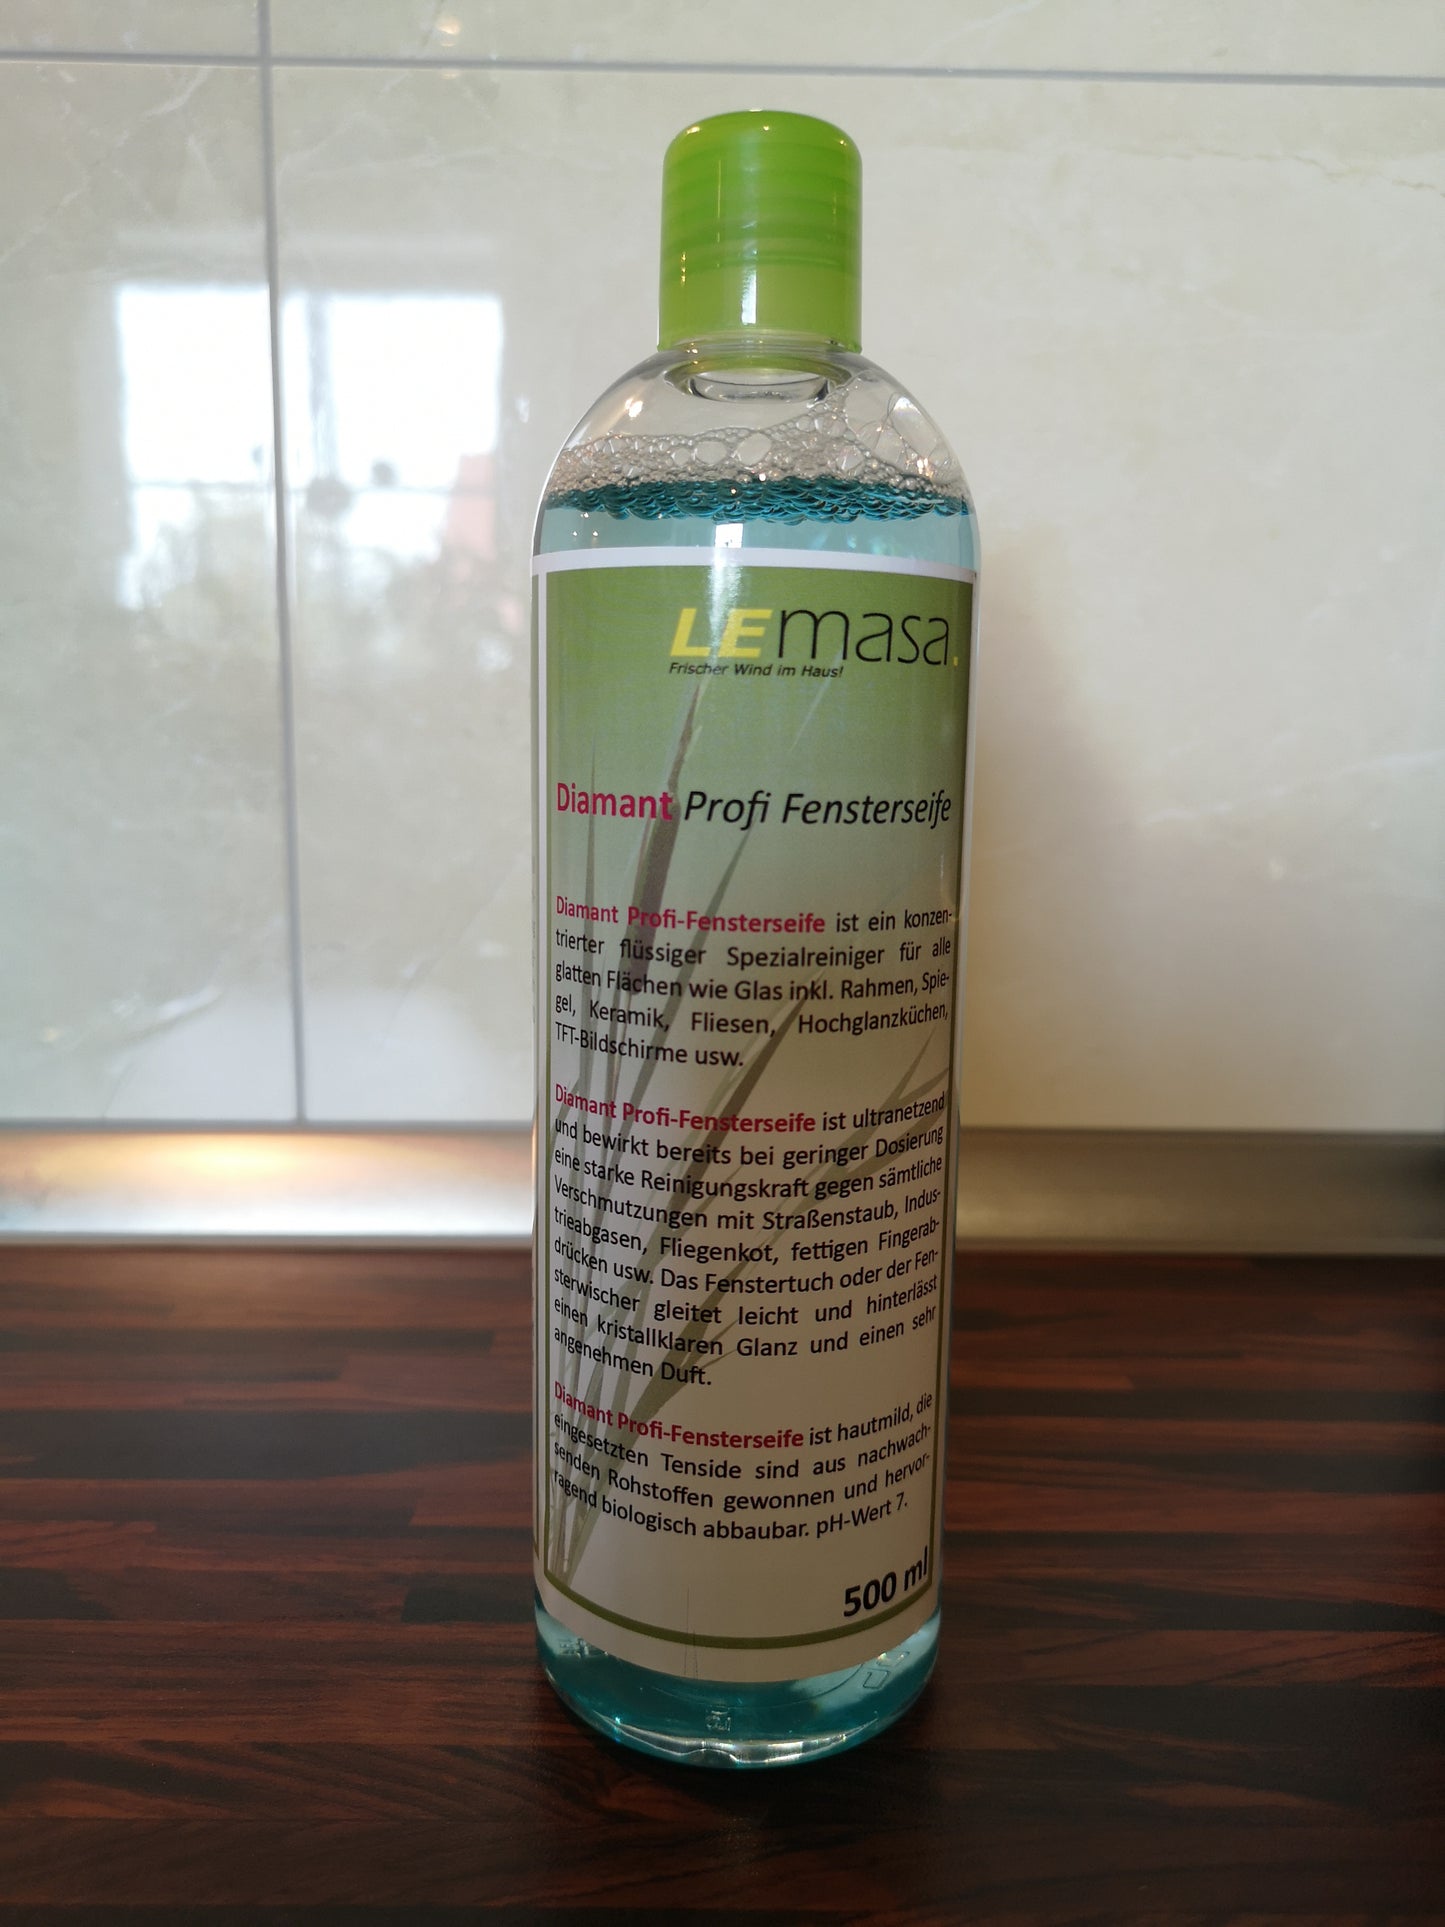 LEmasa.
Frischer Wind im Haus!
Diamant Profi Fensterseife
Diamant Profi-Fensterseife ist ein konzen-
trierter flüssiger Spezialreiniger für alle
glatten Flächen wie Glas inkl. Rahmen, Spie-
gel, Keramik, Fliesen, Hochglanzküchen,
TFT-Bildschirme usw.
Diamant Profi-Fensterseife ist ultranetzend
und bewirkt bereits bei geringer Dosierung
eine starke Reinigungskraft gegen sämtliche
Verschmutzungen mit Straßenstaub, Indus-
trieabgasen, Fliegenkot, fettigen Fingerab-
drücken usw. Das Fenstertuch oder der Fen-
sterwischer gleitet leicht und hinterlässt
einen kristallklaren Glanz und einen sehr
angenehmen Duft.
Diamant Profi-Fensterseife ist hautmild, die
eingesetzten Tenside sind aus nachwach-
senden Rohstoffen gewonnen und hervor-
ragend biologisch abbaubar. pH-Wert 7.
500 ml